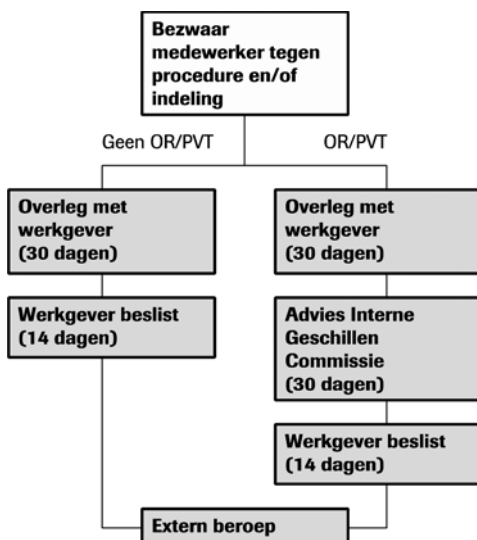 Bezwaar
medewerker tegen
procedure en/of
indeling
Geen OR/PVT
OR/PVT
Overleg met
werkgever
(30 dagen)
Werkgever beslist
(14 dagen)
Overleg met
werkgever
(30 dagen)
Advies Interne
Geschillen
Commissie
(30 dagen)
Werkgever beslist
(14 dagen)
Extern beroep